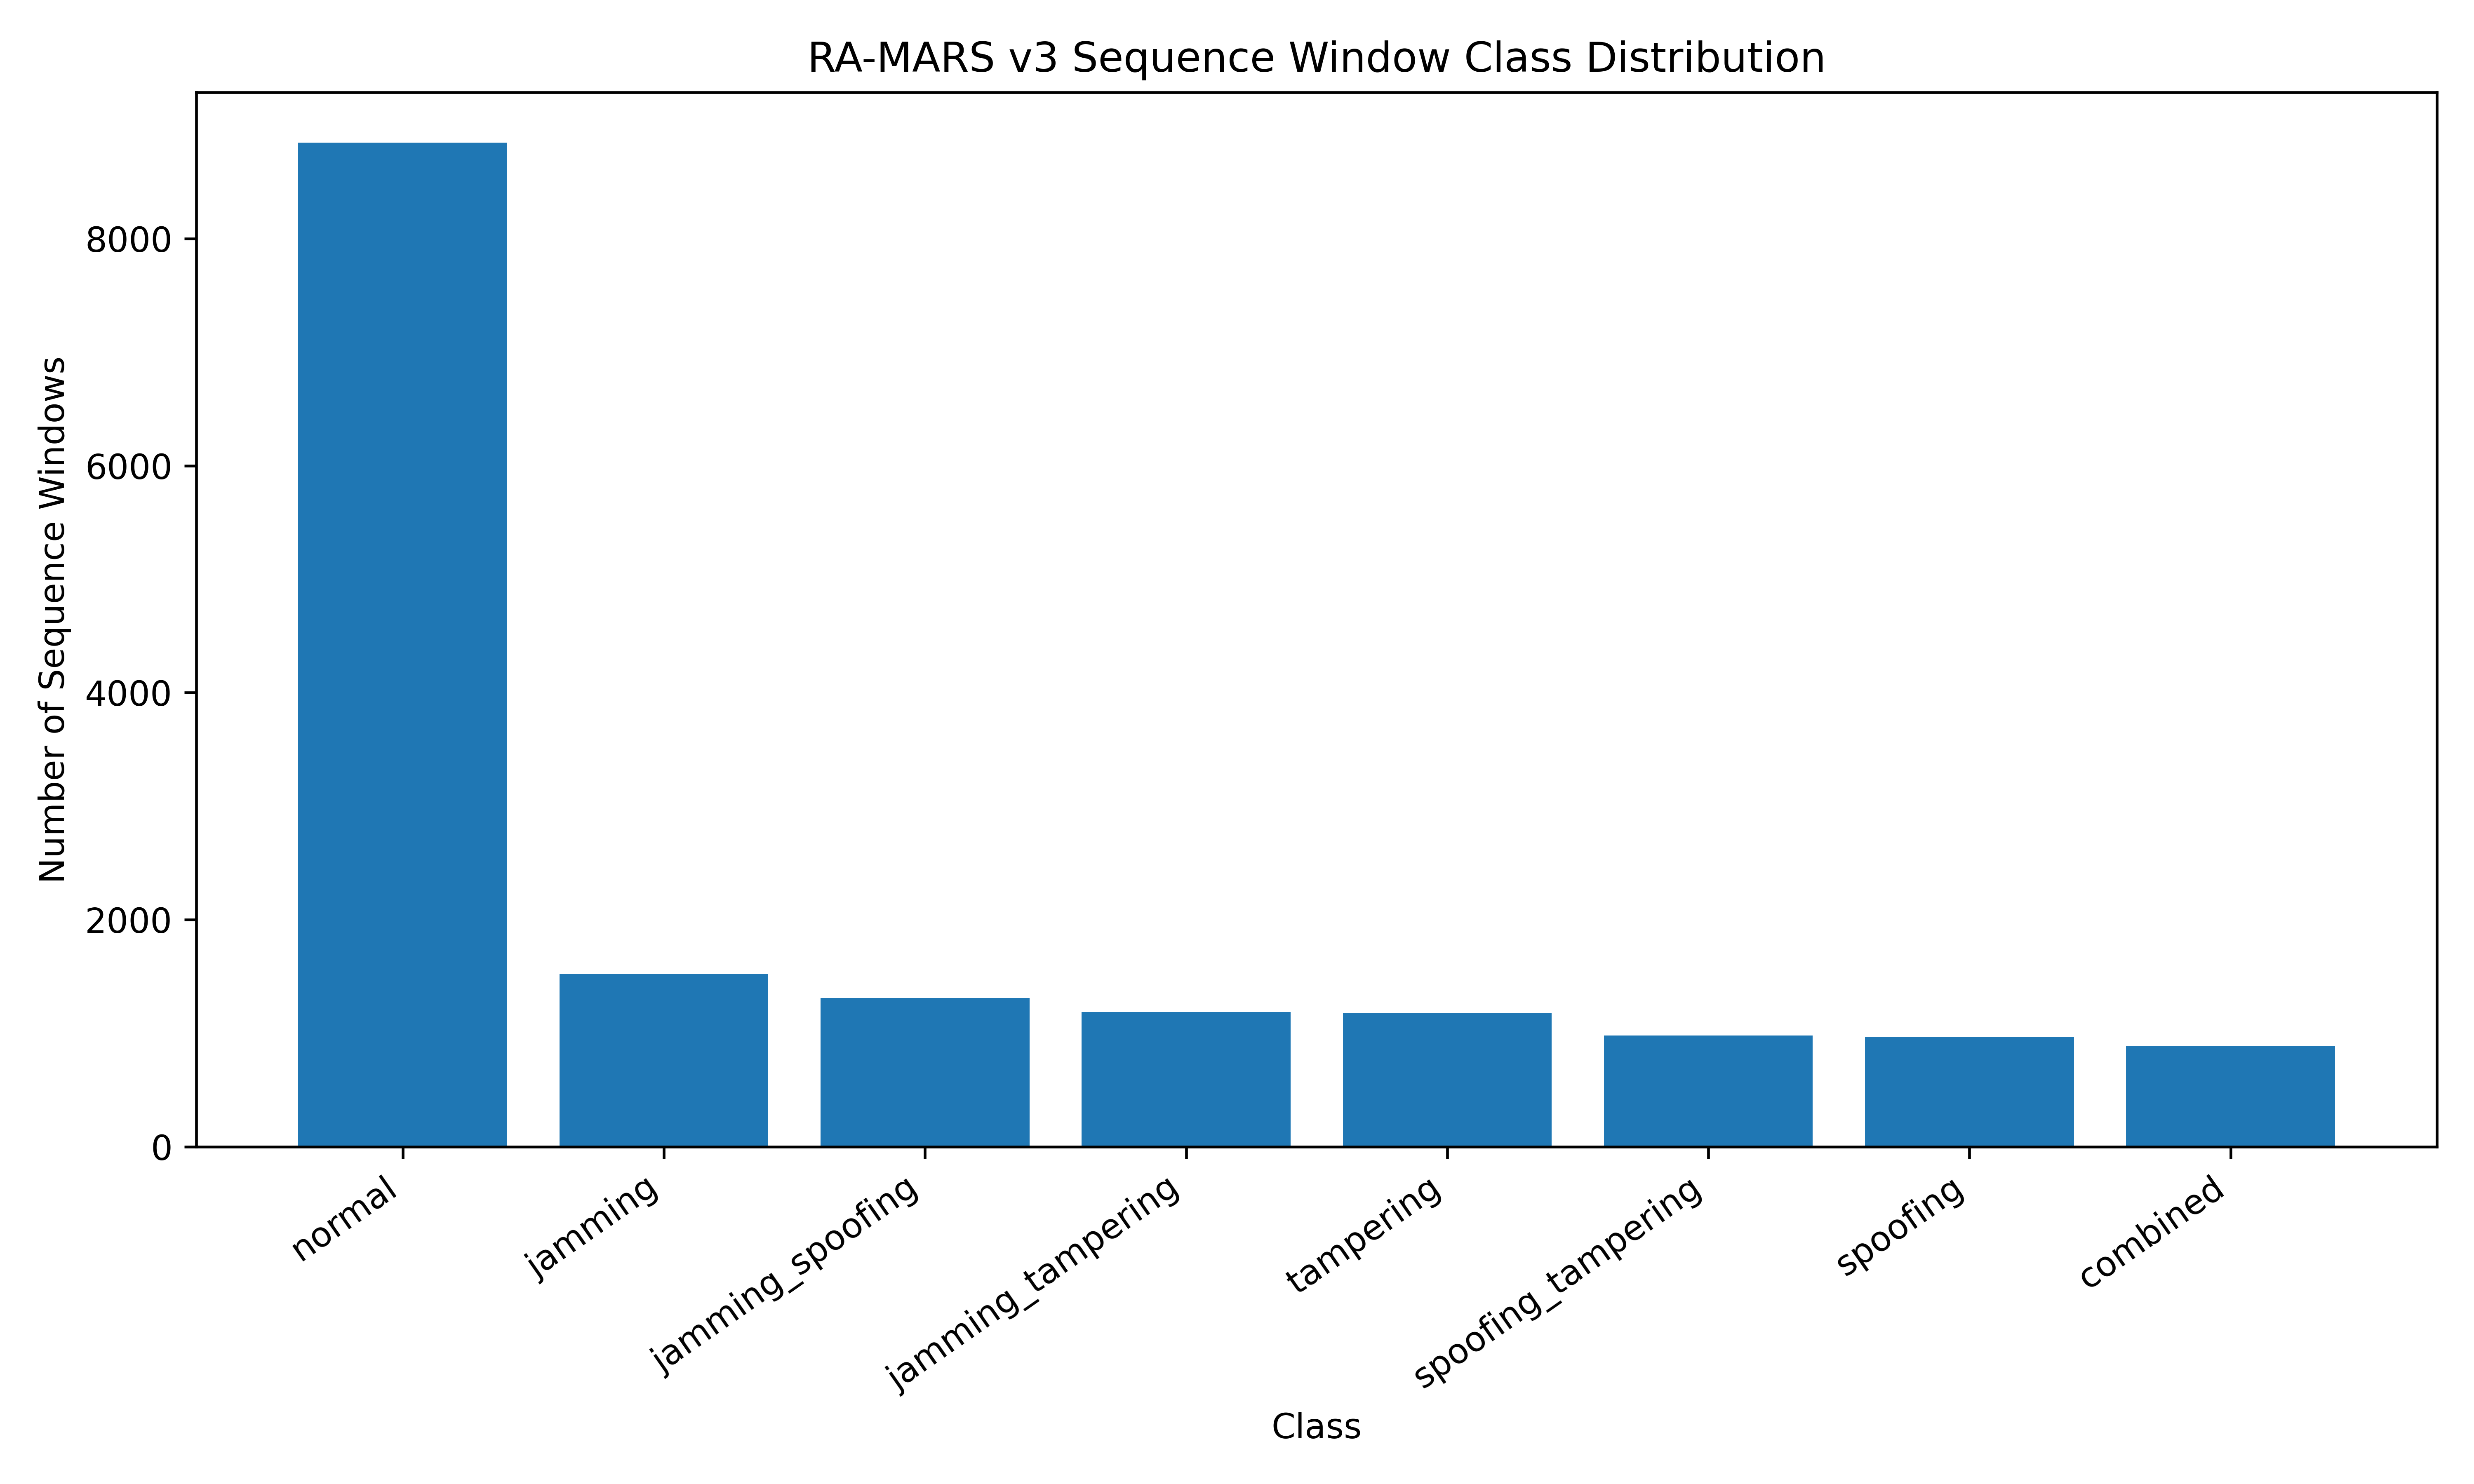 RA-MARS v3 Sequence Window Class Distribution
Number of Sequence Windows
8000
6000
4000
2000
0
normal
jamming
jamming_spoofing
jamming_tampering
tampering
spoofing_tampering
spoofing
combined
Class